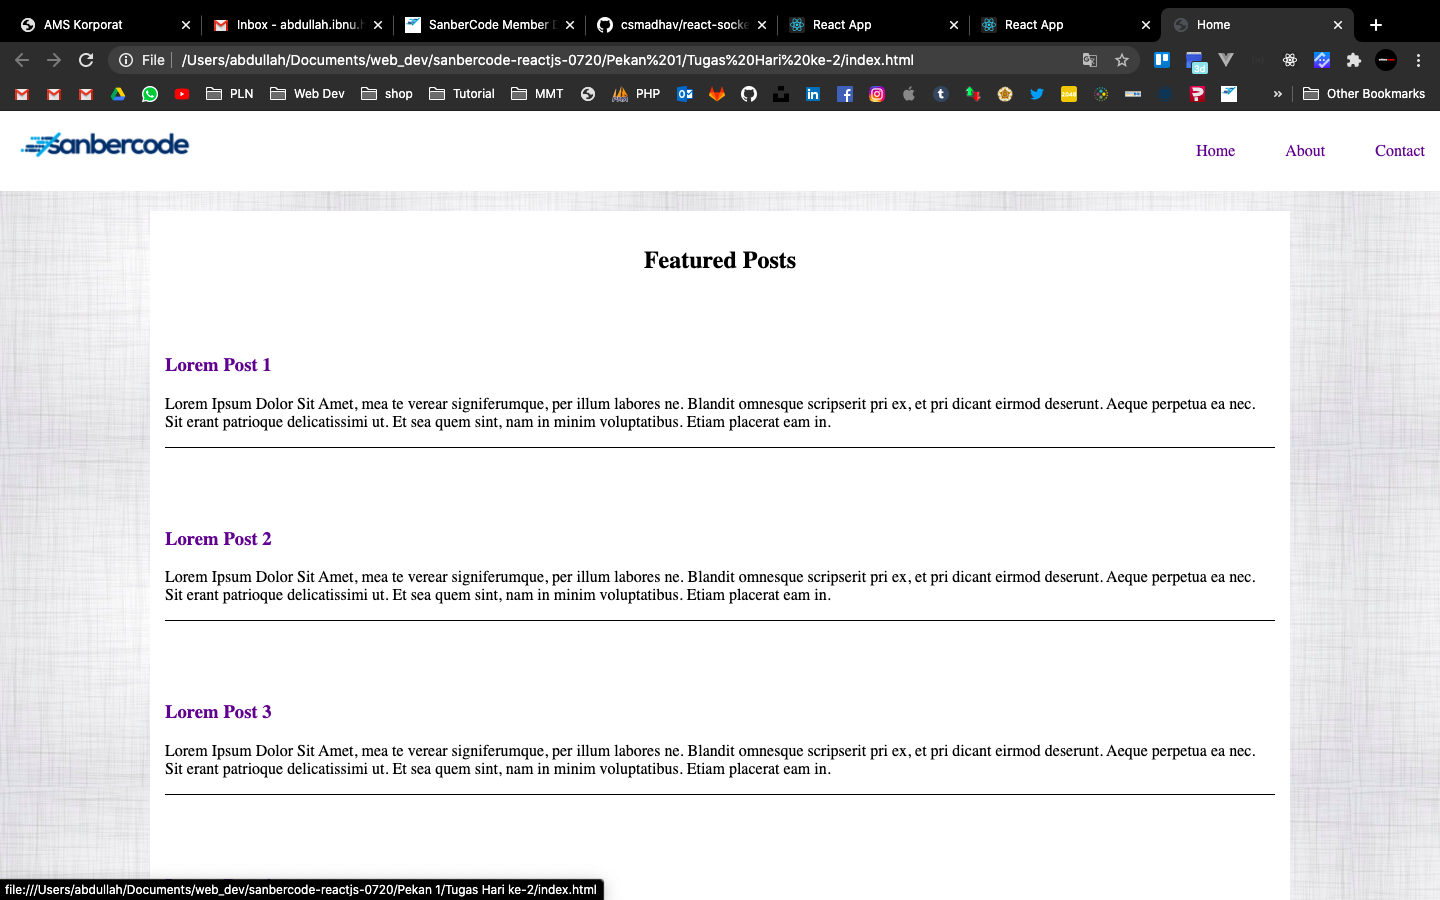 AMS Korporat
Inbox - abdullah.ibnu.h
SanberCode Member D
csmadhav/react-socke
React App
React App
Home
File
/Users/abdullah/Documents/web_dev/sanbercode-reactjs-0720/Pekan%201/Tugas%20Hari%20ke-2/index.html
3d
PLN
Web Dev
shop
Tutorial
MMT
PHP
2048
»
Other Bookmarks
sanbercode
Home
About
Contact
Featured Posts
Lorem Post 1
Lorem Ipsum Dolor Sit Amet, mea te verear signiferumque, per illum labores ne. Blandit omnesque scripserit pri ex, et pri dicant eirmod deserunt. Aeque perpetua ea nec.
Sit erant patrioque delicatissimi ut. Et sea quem sint, nam in minim voluptatibus. Etiam placerat eam in.
Lorem Post 2
Lorem Ipsum Dolor Sit Amet, mea te verear signiferumque, per illum labores ne. Blandit omnesque scripserit pri ex, et pri dicant eirmod deserunt. Aeque perpetua ea nec.
Sit erant patrioque delicatissimi ut. Et sea quem sint, nam in minim voluptatibus. Etiam placerat eam in.
Lorem Post 3
Lorem Ipsum Dolor Sit Amet, mea te verear signiferumque, per illum labores ne. Blandit omnesque scripserit pri ex, et pri dicant eirmod deserunt. Aeque perpetua ea nec.
Sit erant patrioque delicatissimi ut. Et sea quem sint, nam in minim voluptatibus. Etiam placerat eam in.
file:///Users/abdullah/Documents/web_dev/sanbercode-reactjs-0720/Pekan 1/Tugas Hari ke-2/index.html